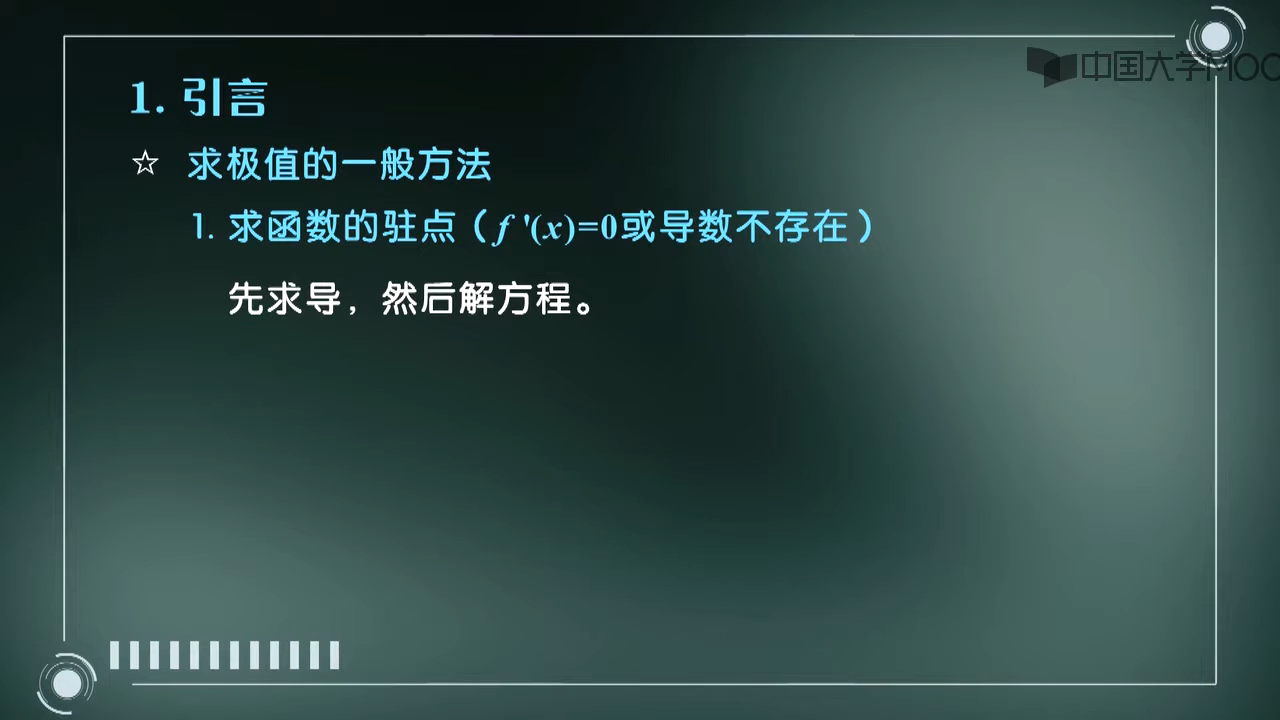 中国大学MOO
1. 引言
☆ 求极值的一般方法
1. 求函数的驻点（f '(x)=0或导数不存在）
先求导，然后解方程。